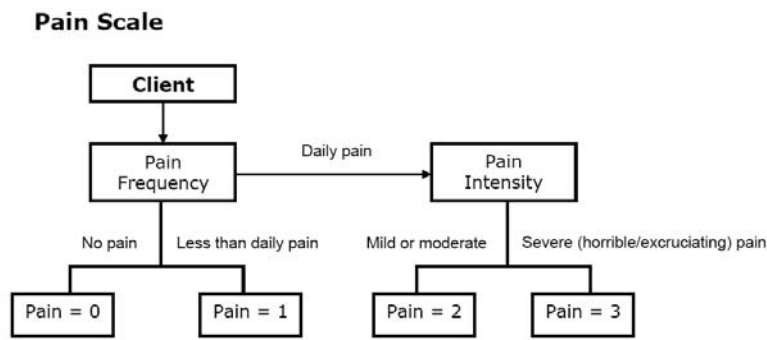 Pain Scale
Client
Pain
Frequency
Daily pain
Pain
Intensity
No pain
Less than daily pain
Mild or moderate
Severe (horrible/excruciating) pain
Pain = 0
Pain = 1
Pain = 2
Pain = 3